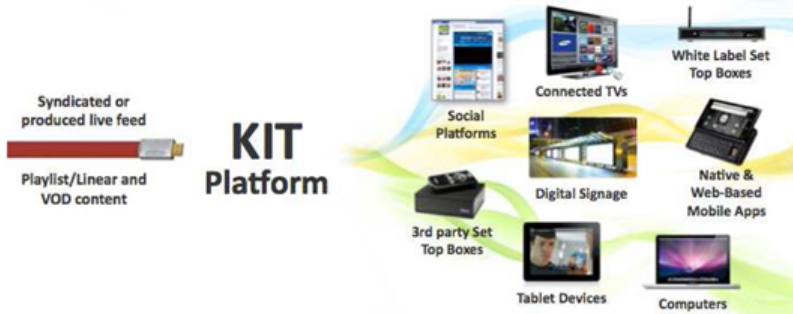 Syndicated or
produced live feed
Playlist/Linear and
VOD content
KIT
Platform
Social
Platforms
Connected TVs
White Label Set
Top Boxes
Digital Signage
Native &
Web-Based
Mobile Apps
3rd party Set
Top Boxes
Tablet Devices
Computers